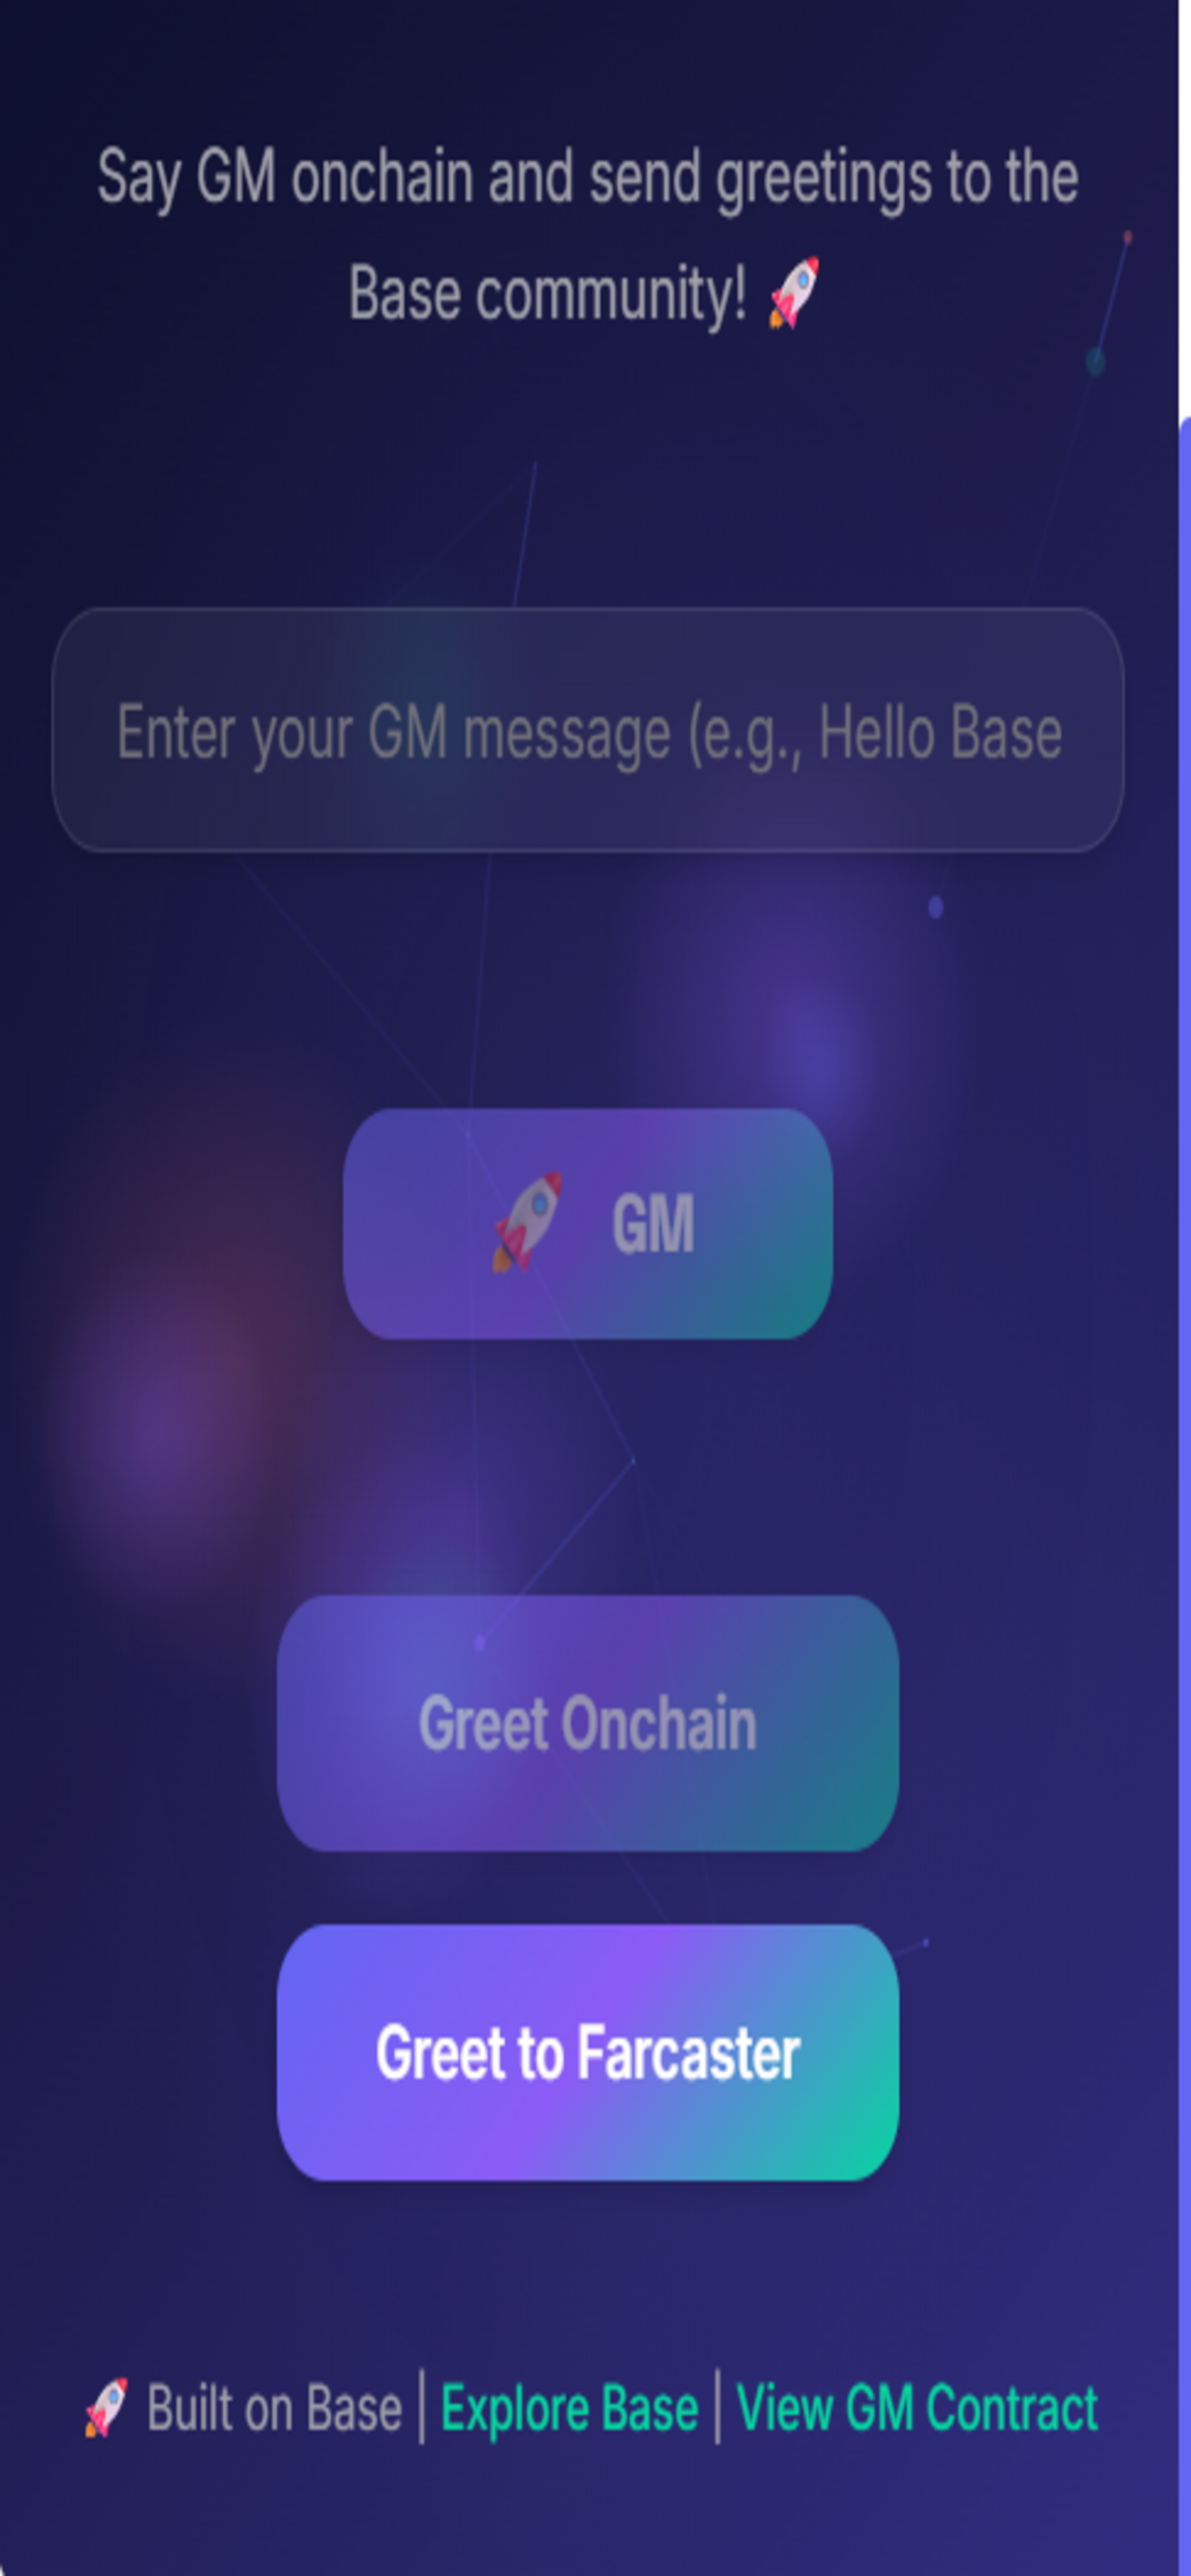 Say GM onchain and send greetings to the
Base community! 🚀
Enter your GM message (e.g., Hello Base
🚀 GM
Greet Onchain
Greet to Farcaster
🚀 Built on Base | Explore Base | View GM Contract